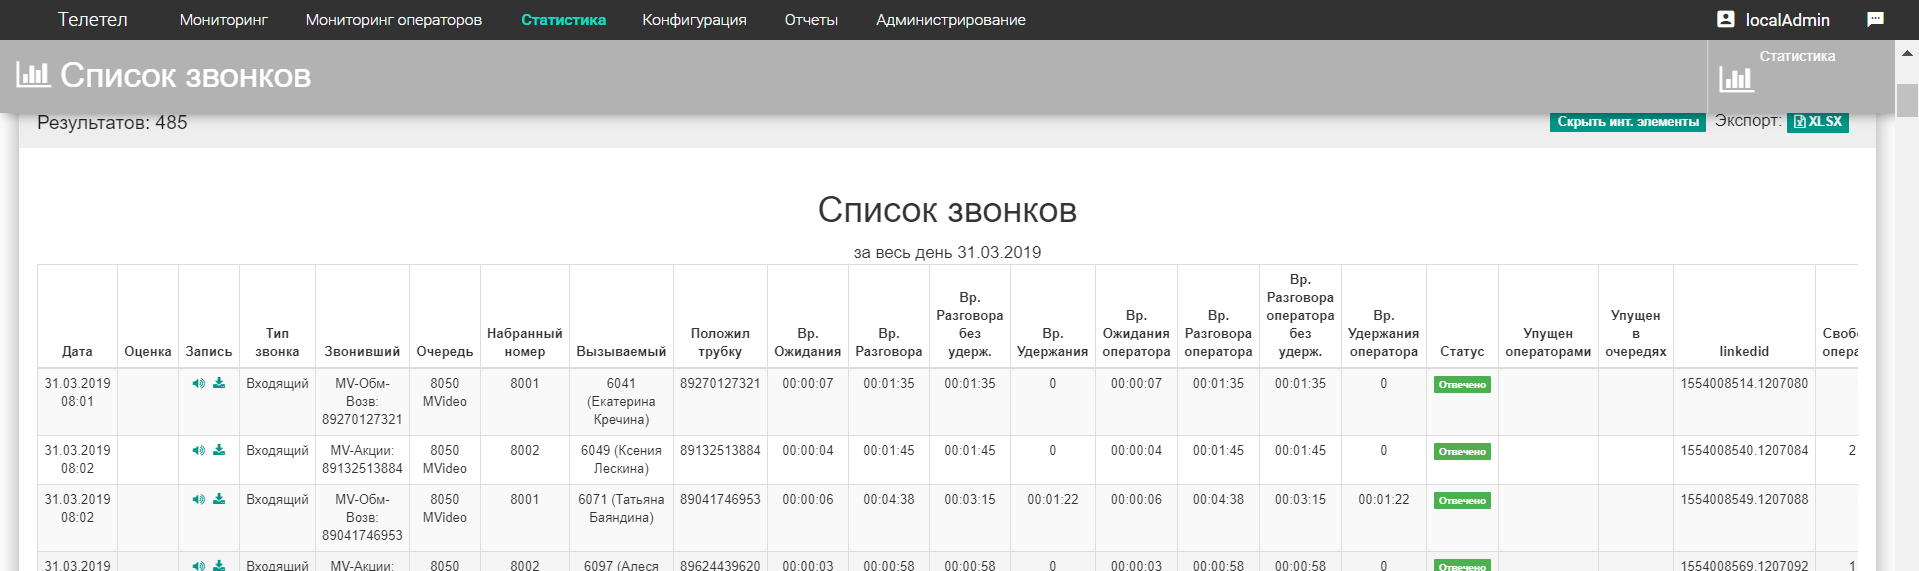 Телетел Мониторинг Мониторинг операторов Статистика Конфигурация Отчеты Администрирование localAdmin
Список звонков Статистика
Результатов: 485 Скрыть инт. элементы Экспорт: XLSX
Список звонков
за весь день 31.03.2019
Дата Оценка Запись Тип звонка Звонивший Очередь Набранный номер Вызываемый Положил трубку Вр. Ожидания Вр. Разговора Вр. Разговора без удерж. Вр. Удержания Вр. Ожидания оператора Вр. Разговора оператора Вр. Разговора оператора без удерж. Вр. Удержания оператора Статус Упущен операторами Упущен в очередях linkedid
31.03.2019 08:01 Входящий MV-Обм-Возв: 89270127321 8050 MVideo 8001 6041 (Екатерина Кречина) 89270127321 00:00:07 00:01:35 00:01:35 0 00:00:07 00:01:35 00:01:35 0 Отвечено 1554008514.1207080
31.03.2019 08:02 Входящий MV-Акции: 89132513884 8050 MVideo 8002 6049 (Ксения Лескина) 89132513884 00:00:04 00:01:45 00:01:45 0 00:00:04 00:01:45 00:01:45 0 Отвечено 1554008540.1207084 2
31.03.2019 08:02 Входящий MV-Обм-Возв: 89041746953 8050 MVideo 8001 6071 (Татьяна Баяндина) 89041746953 00:00:06 00:04:38 00:03:15 00:01:22 00:00:06 00:04:38 00:03:15 00:01:22 Отвечено 1554008549.1207088
31.03.2019 Входящий MV-Акции: 8050 8002 6097 (Алеся 89624439620 00:00:03 00:00:58 00:00:58 0 00:00:03 00:00:58 00:00:58 0 Отвечено 1554008569.1207092 1